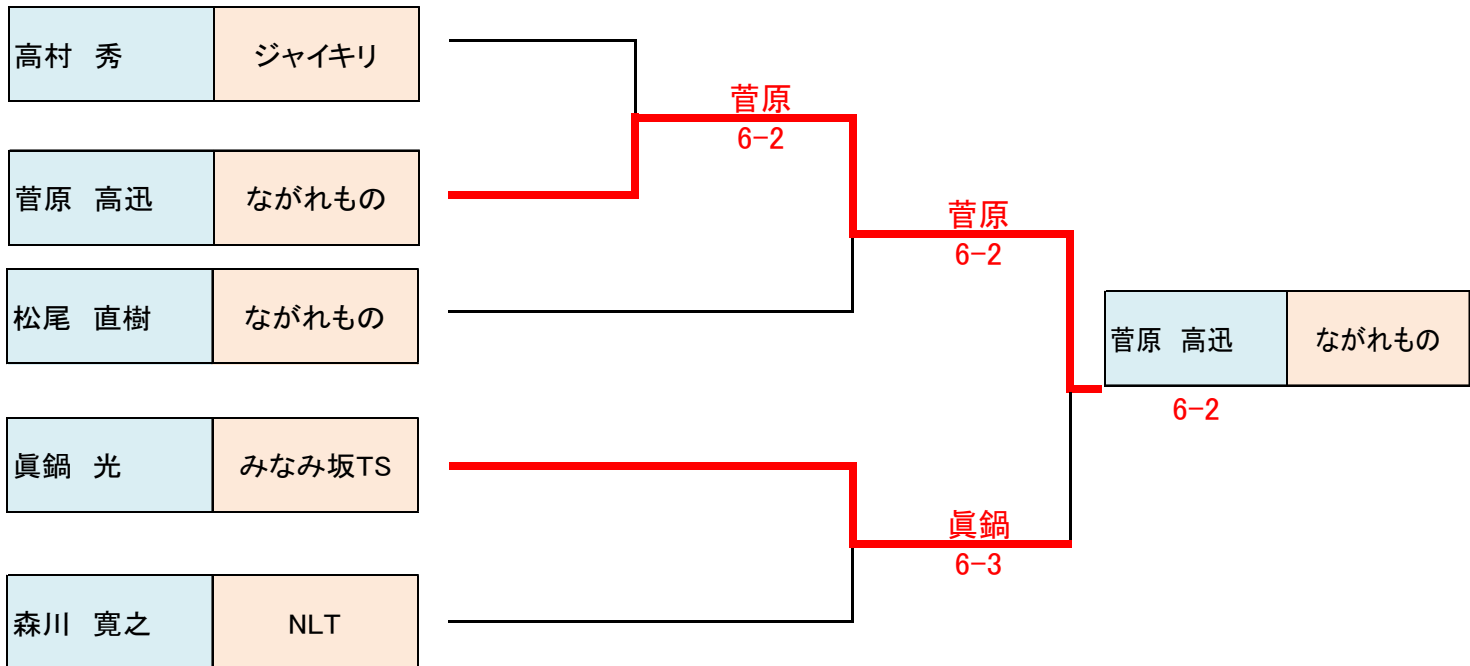 高村　秀 ジャイキリ
菅原
6-2
菅原　高迅 ながれもの
菅原
6-2
松尾　直樹 ながれもの
菅原　高迅 ながれもの
6-2
眞鍋　光 みなみ坂TS
眞鍋
6-3
森川　寛之 NLT